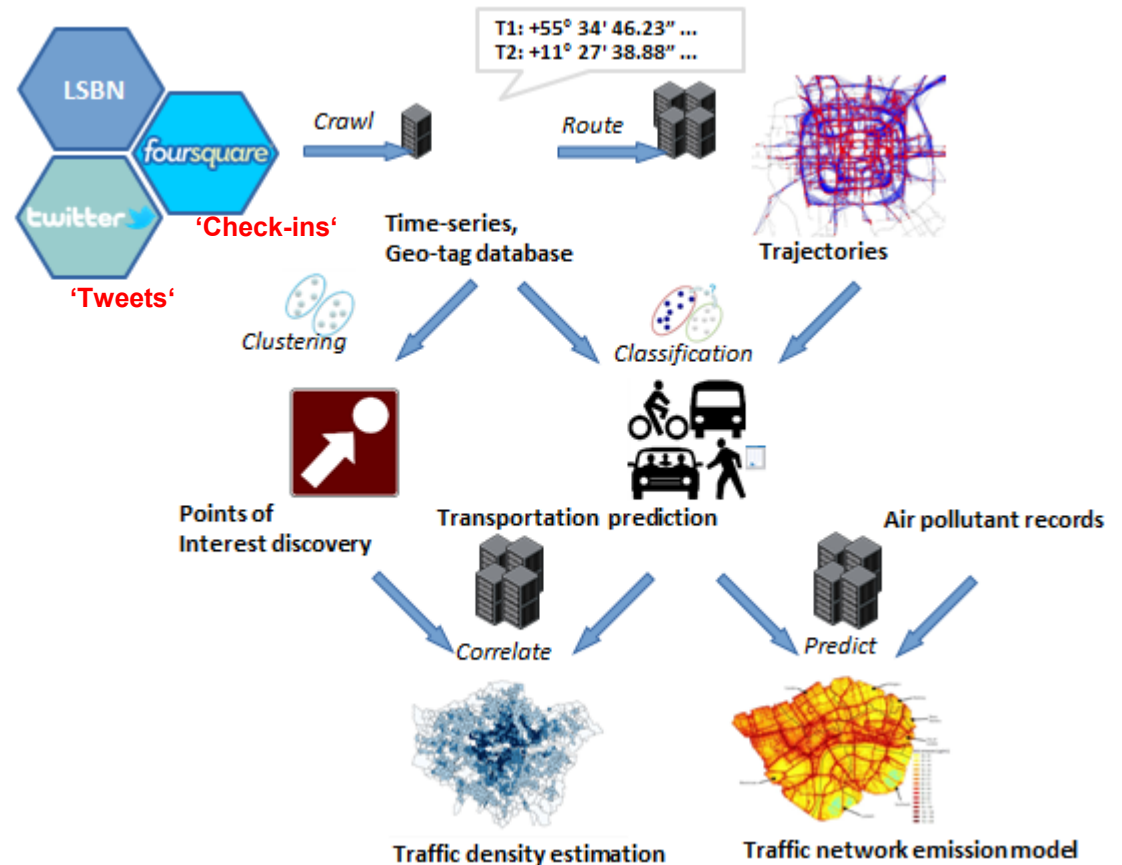 T1: +55° 34' 46.23” ...
T2: +11° 27' 38.88” ...
LSBN
foursquare
twitter
Crawl
Route
‘Check-ins‘
‘Tweets‘
Time-series,
Geo-tag database
Trajectories
Clustering
?
Classification
Points of
Interest discovery
Transportation prediction
Air pollutant records
Correlate
Predict
Traffic density estimation
Traffic network emission model